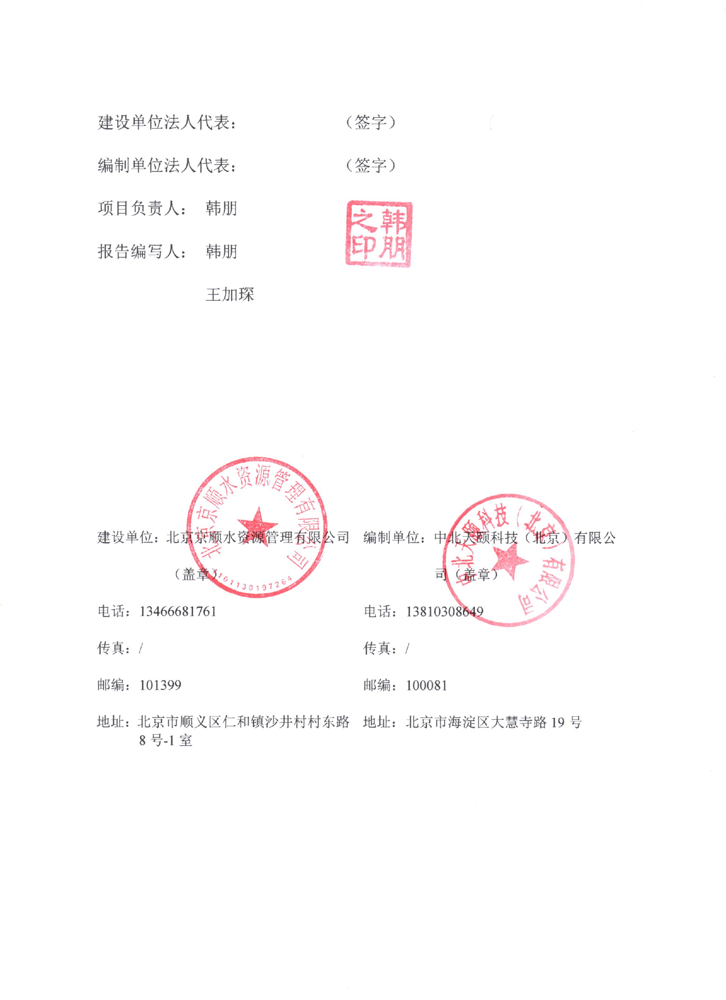 建设单位法人代表： （签字）
编制单位法人代表： （签字）
项目负责人： 韩朋
韩朋之印
报告编写人： 韩朋
王加琛
北京京顺水资源管理有限公司
1101130197264
中北天颐科技（北京）有限公司
建设单位：北京京顺水资源管理有限公司
（盖章）
电话：13466681761
传真：/
邮编：101399
地址：北京市顺义区仁和镇沙井村村东路
8 号-1 室
编制单位：中北天颐科技（北京）有限公
司（盖章）
电话：13810308649
传真：/
邮编：100081
地址：北京市海淀区大慧寺路 19 号